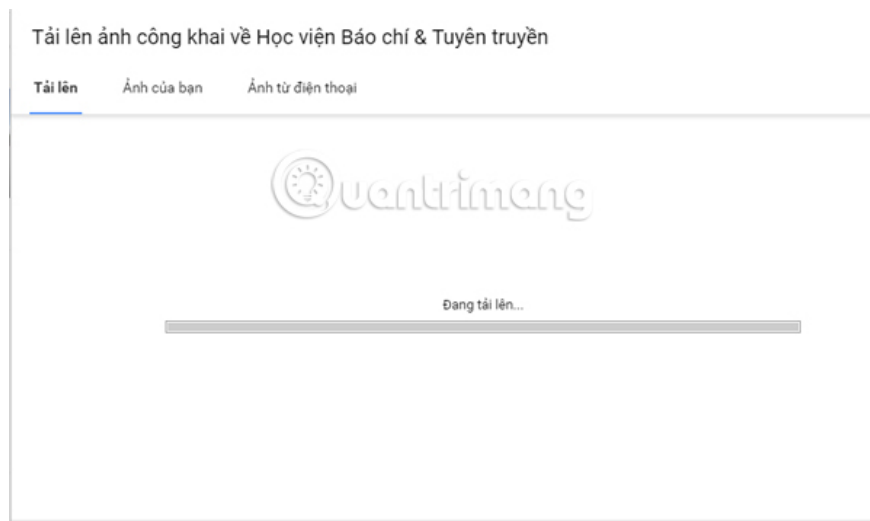 Tải lên ảnh công khai về Học viện Báo chí & Tuyên truyền
Tải lên Ảnh của bạn Ảnh từ điện thoại
Quantrimang
Đang tải lên...